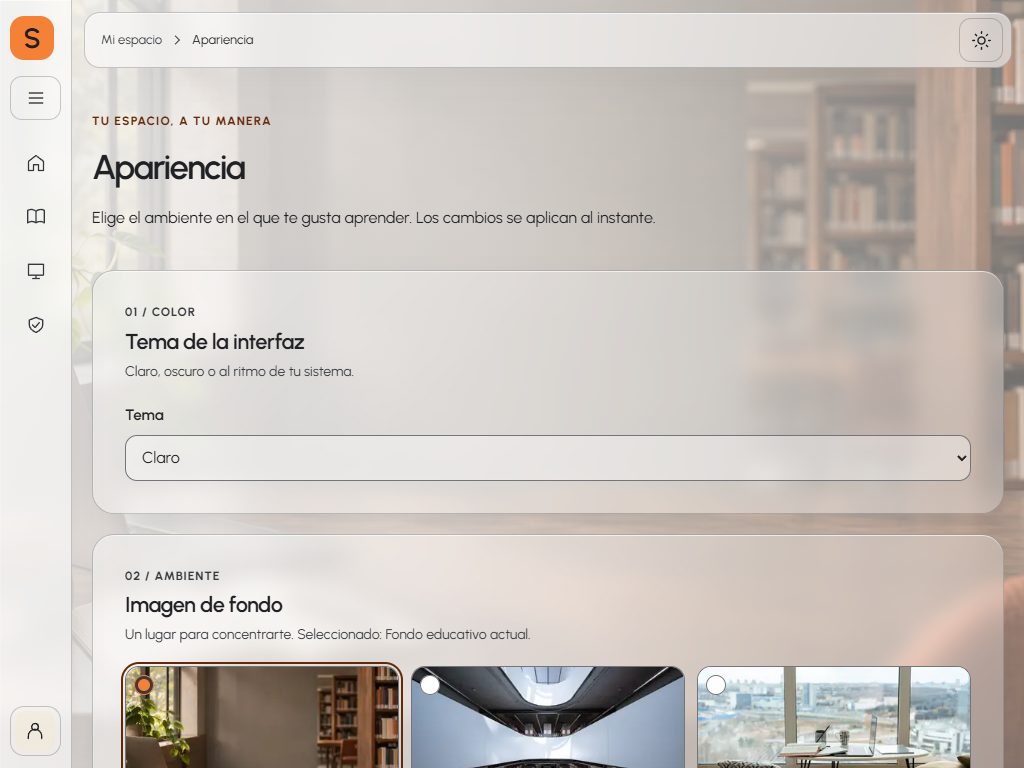 S
Mi espacio > Apariencia
TU ESPACIO, A TU MANERA
Apariencia
Elige el ambiente en el que te gusta aprender. Los cambios se aplican al instante.
01 / COLOR
Tema de la interfaz
Claro, oscuro o al ritmo de tu sistema.
Tema
Claro
02 / AMBIENTE
Imagen de fondo
Un lugar para concentrarte. Seleccionado: Fondo educativo actual.